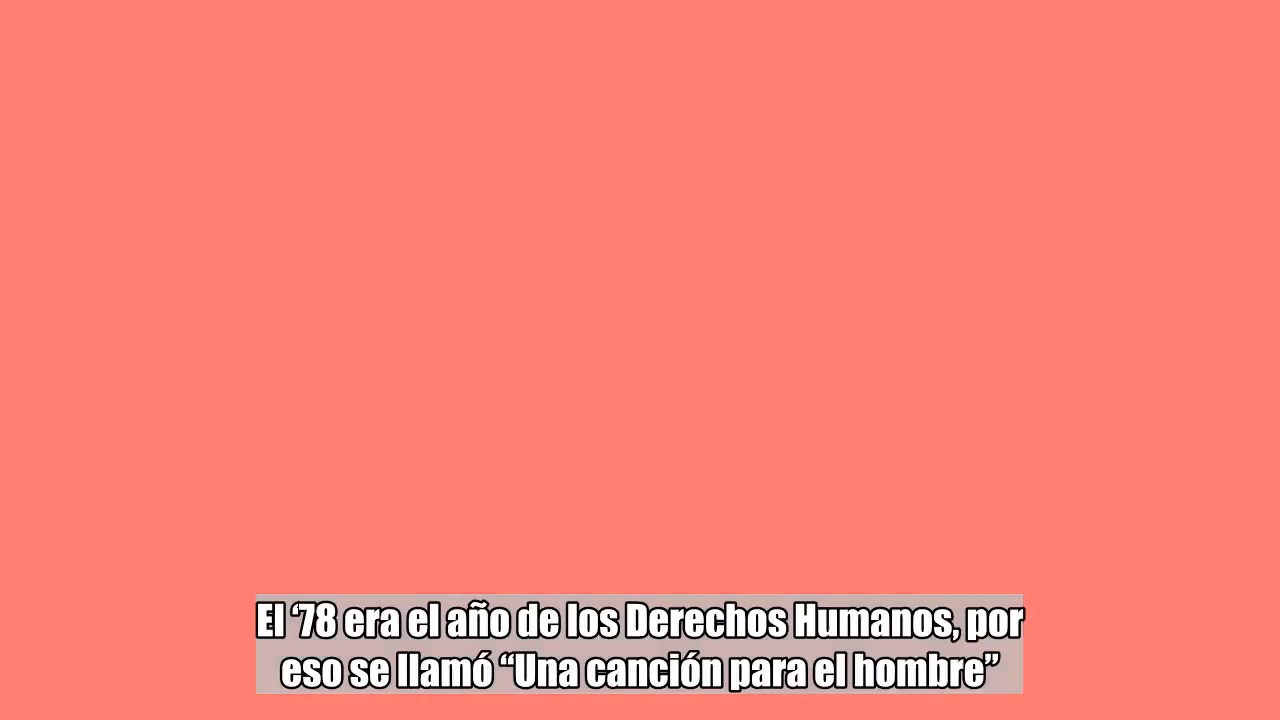 El ‘78 era el año de los Derechos Humanos, por
eso se llamó “Una canción para el hombre”